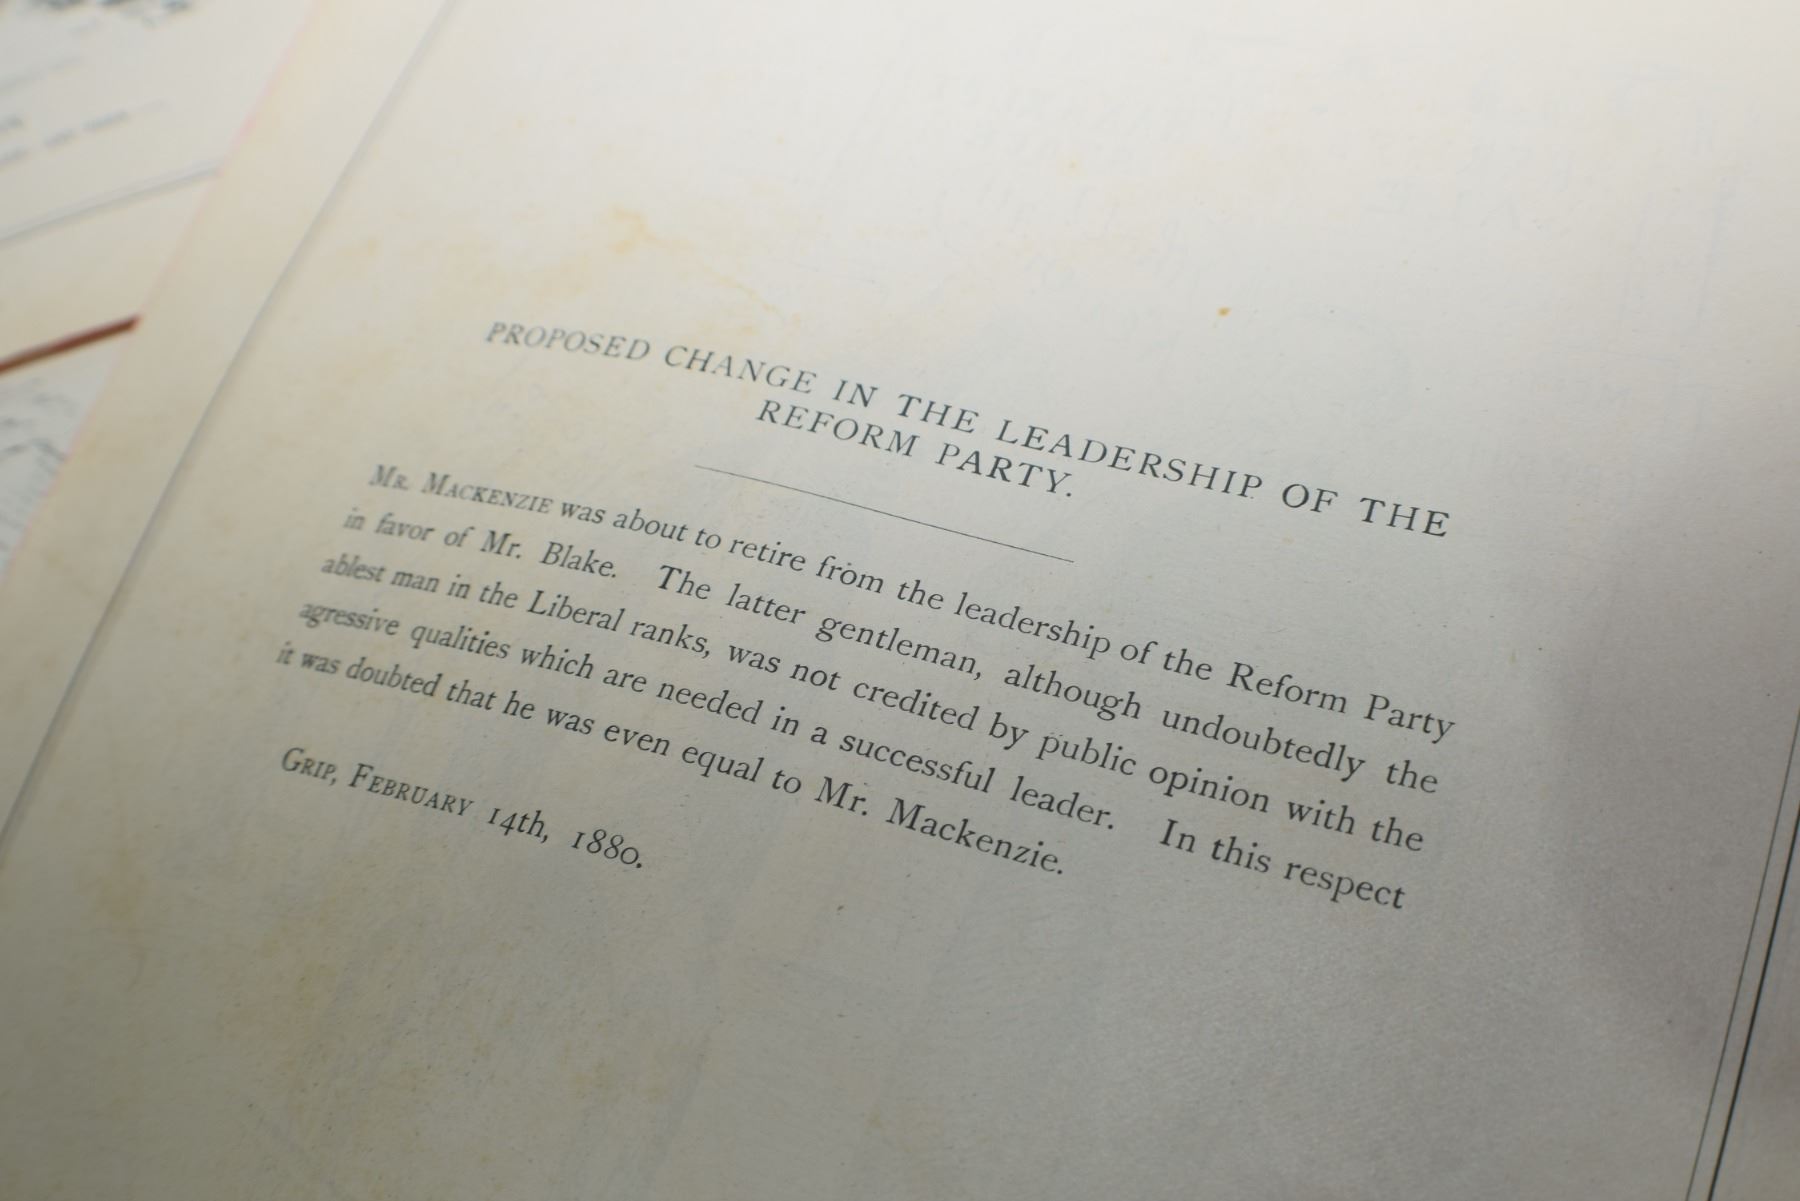 PROPOSED CHANGE IN THE LEADERSHIP OF THE
REFORM PARTY.
MR. MACKENZIE was about to retire from the leadership of the Reform Party
in favor of Mr. Blake. The latter gentleman, although undoubtedly the
ablest man in the Liberal ranks, was not credited by public opinion with the
agressive qualities which are needed in a successful leader. In this respect
it was doubted that he was even equal to Mr. Mackenzie.
GRIP, FEBRUARY 14th, 1880.